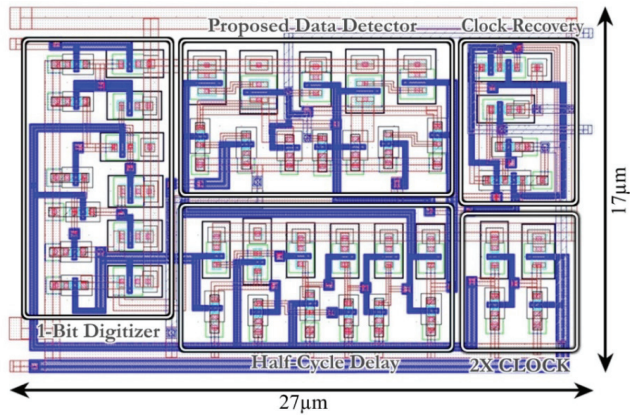 Proposed Data Detector
Clock Recovery
17µm
1-Bit Digitizer
Half Cycle Delay
2X CLOCK
27µm